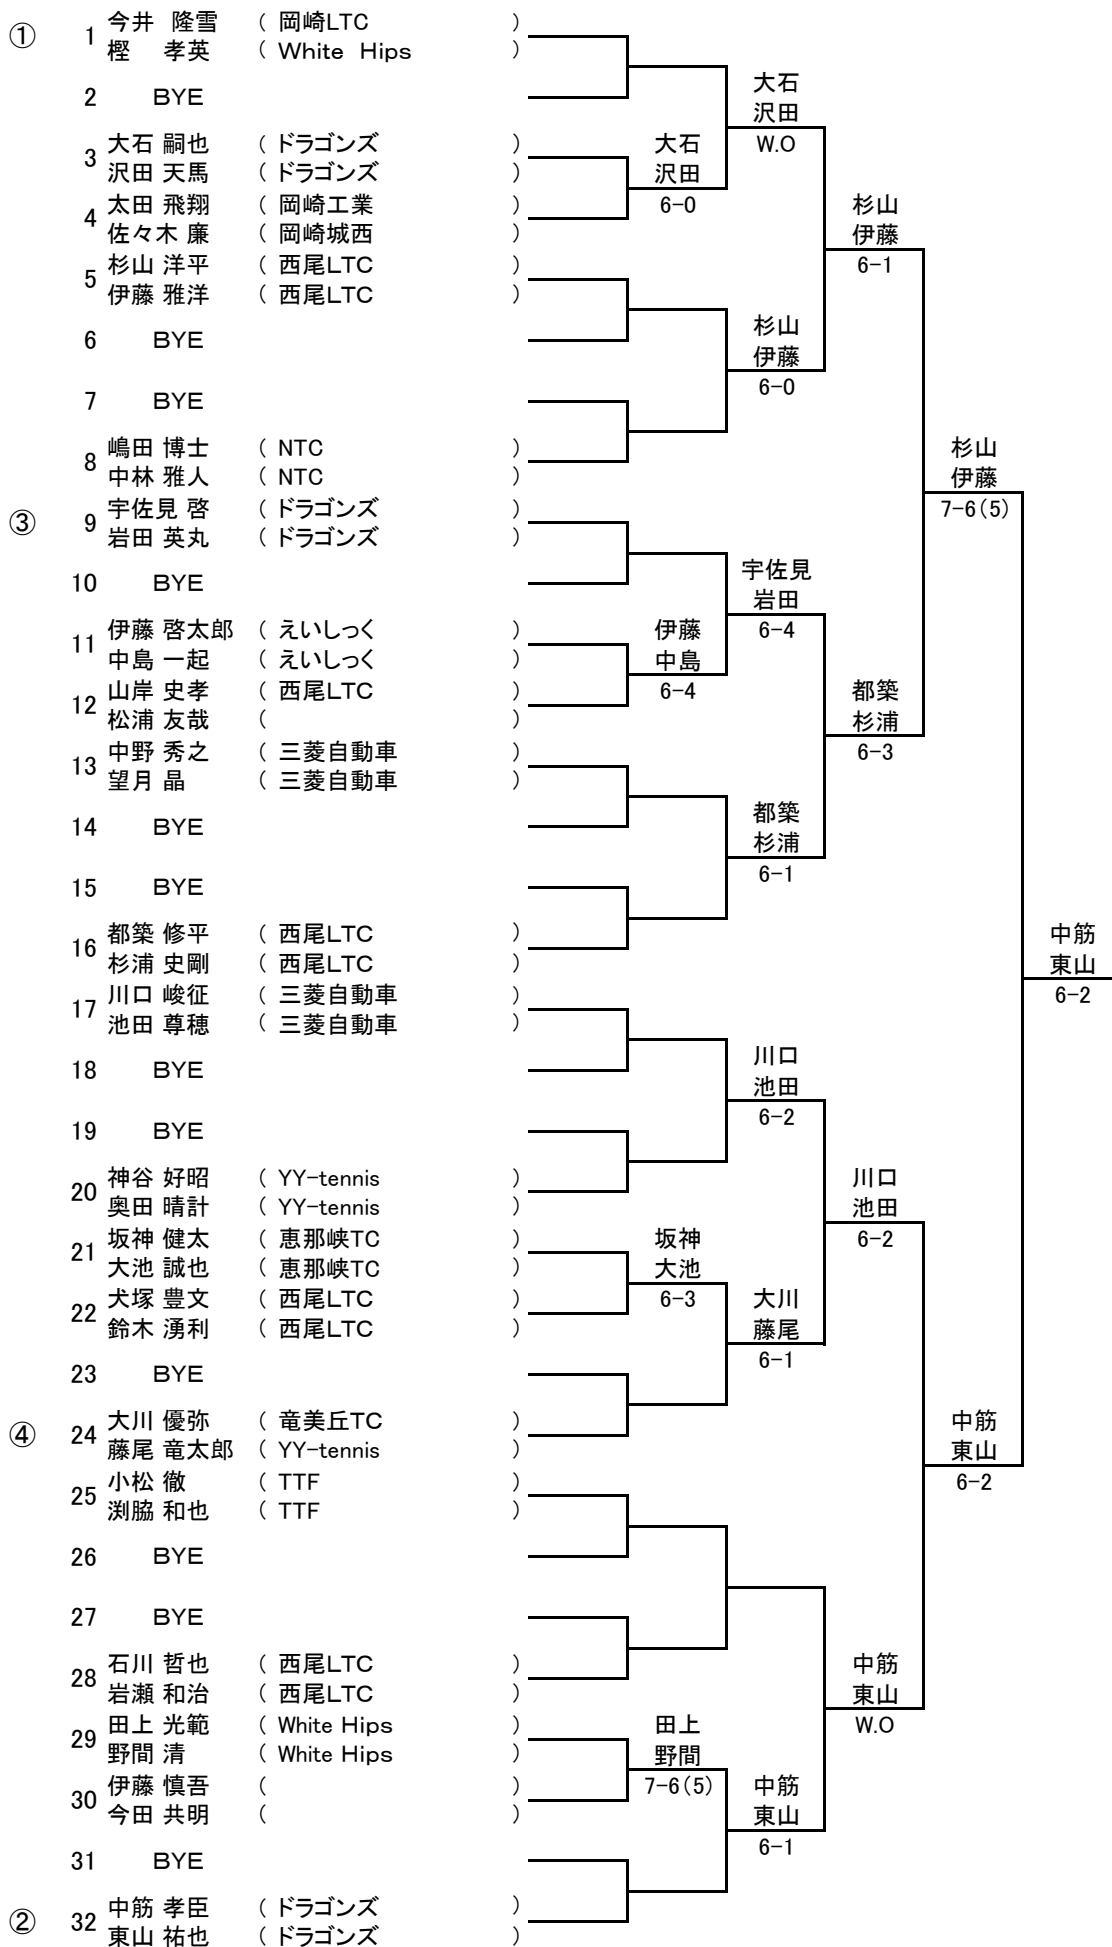 ① 1 今井 隆雪 ( 岡崎LTC )
樫 孝英 ( White Hips )
大石
2 BYE
沢田
W.O
3 大石 嗣也 ( ドラゴンズ ) 大石
沢田 天馬 ( ドラゴンズ ) 沢田
4 太田 飛翔 ( 岡崎工業 ) 6-0 杉山
佐々木 廉 ( 岡崎城西 ) 伊藤
5 杉山 洋平 ( 西尾LTC ) 6-1
伊藤 雅洋 ( 西尾LTC )
杉山
6 BYE
伊藤
6-0
7 BYE
8 嶋田 博士 ( NTC ) 杉山
中林 雅人 ( NTC ) 伊藤
③ 9 宇佐見 啓 ( ドラゴンズ ) 7-6(5)
岩田 英丸 ( ドラゴンズ )
宇佐見
10 BYE
岩田
11 伊藤 啓太郎 ( えいしっく ) 伊藤 6-4
中島 一起 ( えいしっく ) 中島
12 山岸 史孝 ( 西尾LTC ) 6-4 都築
松浦 友哉 ( ) 杉浦
13 中野 秀之 ( 三菱自動車 ) 6-3
望月 晶 ( 三菱自動車 )
都築
14 BYE
杉浦
6-1
15 BYE
16 都築 修平 ( 西尾LTC ) 中筋
杉浦 史剛 ( 西尾LTC ) 東山
17 川口 峻征 ( 三菱自動車 ) 6-2
池田 尊穂 ( 三菱自動車 )
川口
18 BYE
池田
6-2
19 BYE
20 神谷 好昭 ( YY-tennis ) 川口
奥田 晴計 ( YY-tennis ) 池田
21 坂神 健太 ( 恵那峡TC ) 坂神 6-2
大池 誠也 ( 恵那峡TC ) 大池
22 犬塚 豊文 ( 西尾LTC ) 6-3 大川
鈴木 湧利 ( 西尾LTC ) 藤尾
6-1
23 BYE
④ 24 大川 優弥 ( 竜美丘TC ) 中筋
藤尾 竜太郎 ( YY-tennis ) 東山
25 小松 徹 ( TTF ) 6-2
渕脇 和也 ( TTF )
26 BYE
27 BYE
28 石川 哲也 ( 西尾LTC ) 中筋
岩瀬 和治 ( 西尾LTC ) 東山
29 田上 光範 ( White Hips ) 田上 W.O
野間 清 ( White Hips ) 野間
30 伊藤 慎吾 ( ) 7-6(5) 中筋
今田 共明 ( ) 東山
6-1
31 BYE
② 32 中筋 孝臣 ( ドラゴンズ )
東山 祐也 ( ドラゴンズ )